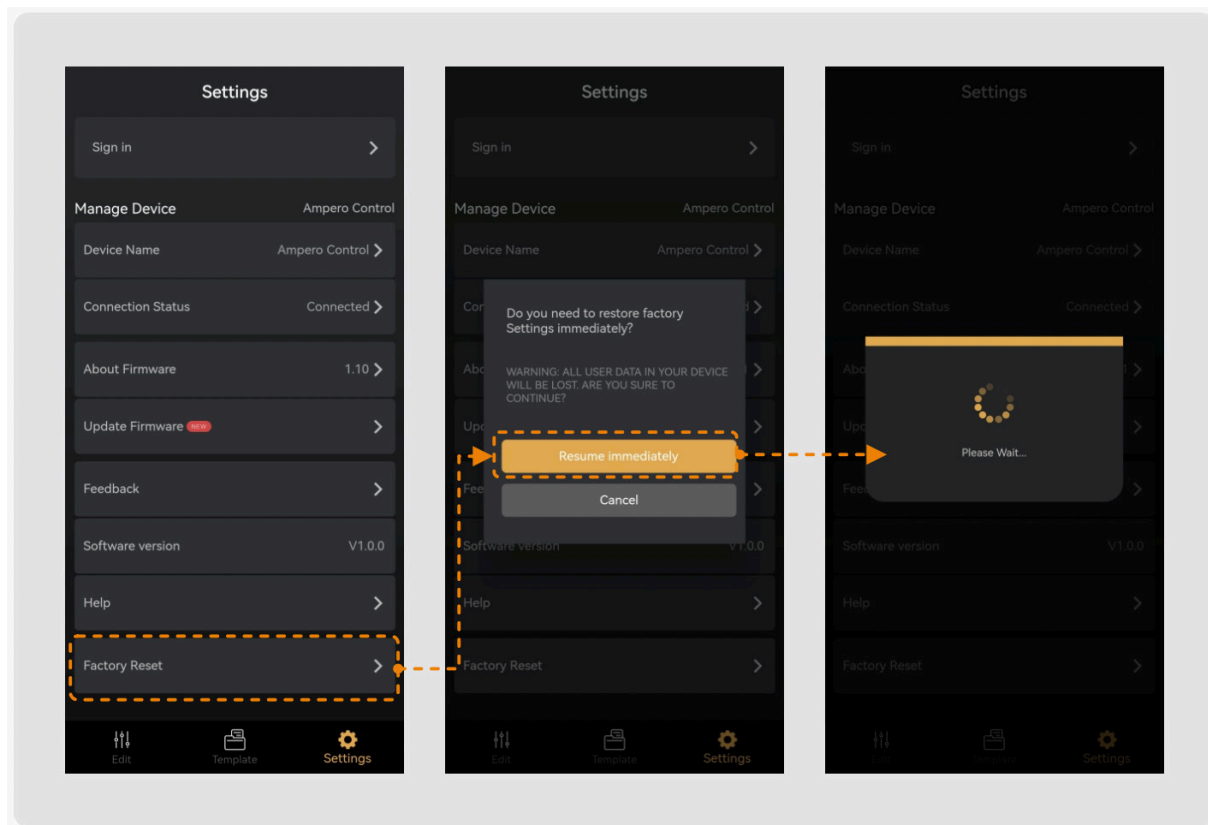 Settings
Sign in
Manage Device Ampero Control
Device Name Ampero Control
Connection Status Connected
About Firmware 1.10
Update Firmware NEW
Feedback
Software version V1.0.0
Help
Factory Reset
Edit Template Settings
Settings
Sign in
Manage Device Ampero Control
Device Name Ampero Control
Do you need to restore factory
Settings immediately?
WARNING: ALL USER DATA IN YOUR DEVICE
WILL BE LOST. ARE YOU SURE TO
CONTINUE?
Resume immediately
Cancel
Software version V1.0.0
Help
Factory Reset
Edit Template Settings
Settings
Sign in
Manage Device Ampero Control
Device Name Ampero Control
Connection Status Connected
Please Wait...
Software version V1.0.0
Help
Factory Reset
Edit Template Settings